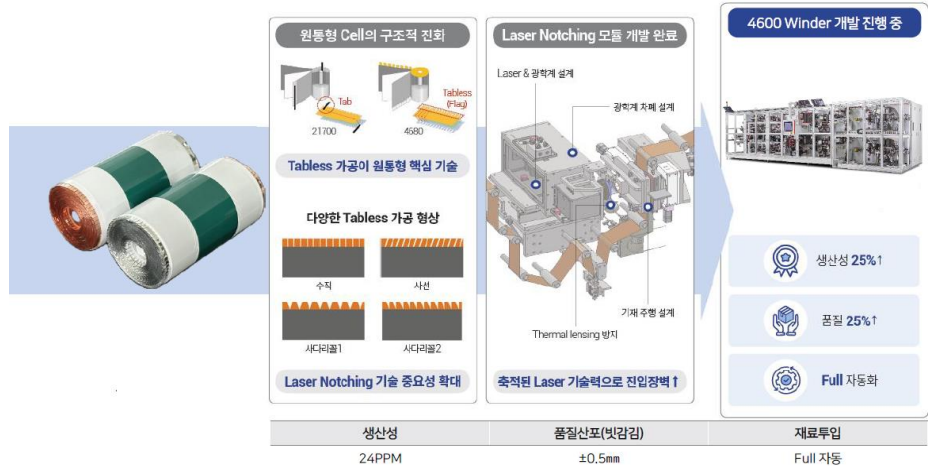 원통형 Cell의 구조적 진화
Tab
21700
Tabless
(Flag)
4580
Tabless 가공이 원통형 핵심 기술
다양한 Tabless 가공 형상
수직
사선
사다리꼴1
사다리꼴2
Laser Notching 기술 중요성 확대
Laser Notching 모듈 개발 완료
Laser & 광학계 설계
광학계 차폐 설계
기재 주행 설계
Thermal lensing 방지
축적된 Laser 기술력으로 진입장벽↑
4600 Winder 개발 진행 중
생산성 25%↑
품질 25%↑
Full 자동화
생산성 품질산포(빗감김) 재료투입
24PPM ±0.5㎜ Full 자동